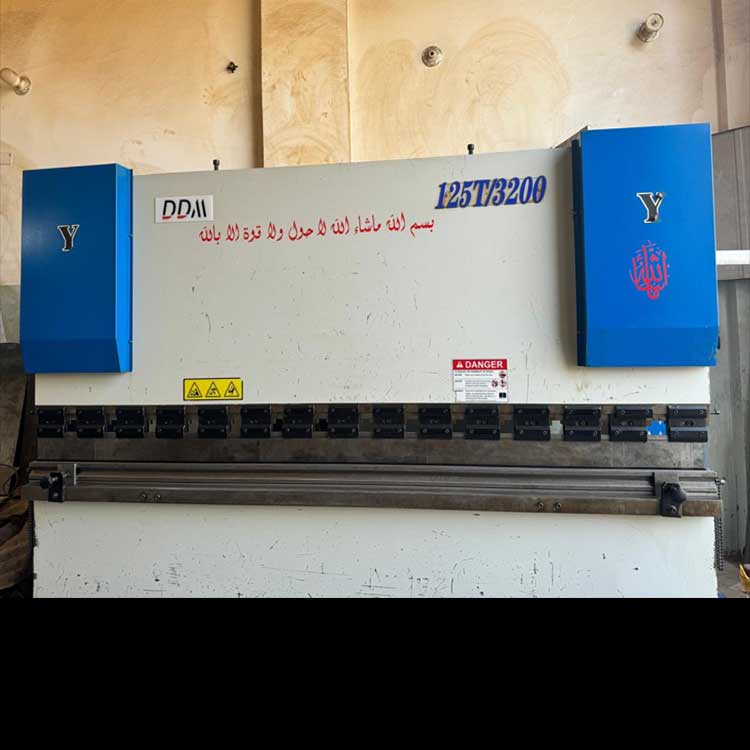 125T/3200
DDM
بسم الله ماشاء الله لا حول ولا قوة الا بالله
Y
Y
DANGER